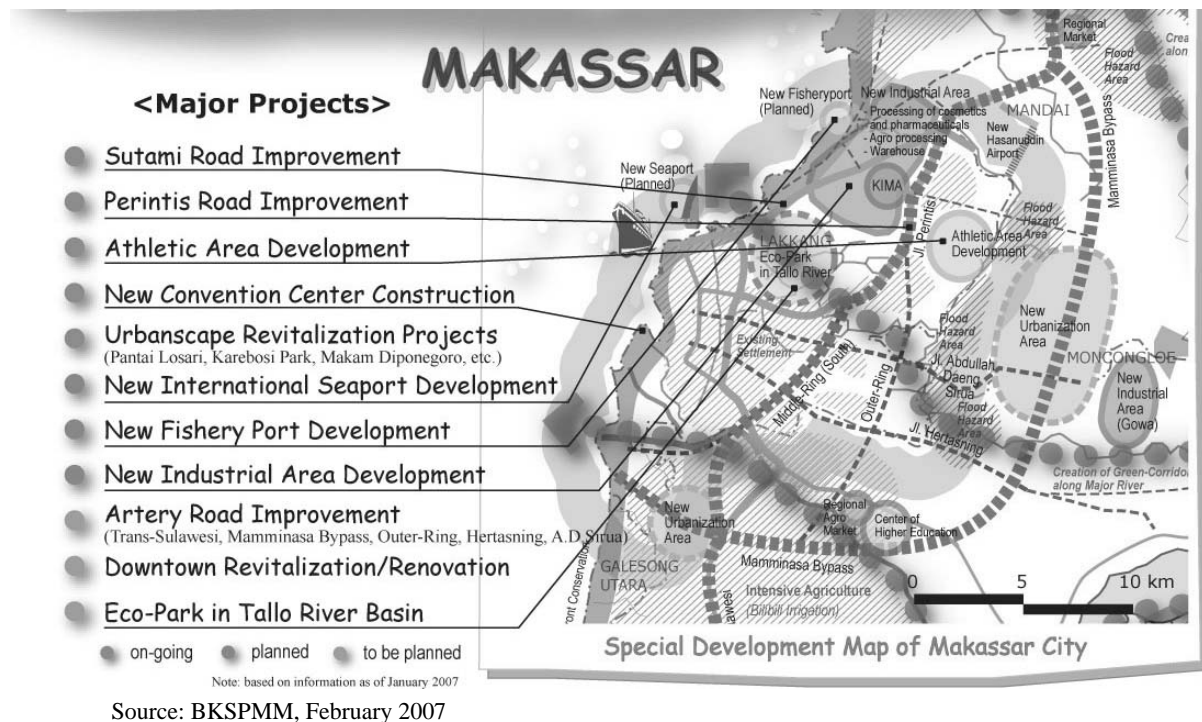 MAKASSAR
<Major Projects>
Sutami Road Improvement
Perintis Road Improvement
Athletic Area Development
New Convention Center Construction
Urbanscape Revitalization Projects
(Pantai Losari, Karebosi Park, Makam Diponegoro, etc.)
New International Seaport Development
New Fishery Port Development
New Industrial Area Development
Artery Road Improvement
(Trans-Sulawesi, Mamminasa Bypass, Outer-Ring, Hertasning, A.D.Sirua)
Downtown Revitalization/Renovation
Eco-Park in Tallo River Basin
on-going planned to be planned
Note: based on information as of January 2007
Regional
Market
Flood
Hazard
Area
Crea
along
New Fisheryport
(Planned)
New Industrial Area
- Processing of cosmetics
and pharmaceuticals
- Agro processing
- Warehouse
MANDAI
New
Hasanuddin
Airport
Mamminasa Bypass
New Seaport
(Planned)
KIMA
Jl. Perintis
Flood
Hazard
Area
LAKKANG
Eco-Park
in Tallo River
Athletic Area
Development
New
Urbanization
Area
Existing
Settlement
Flood
Hazard
Area
MONCONGLOE
Middle-Ring (South)
Outer-Ring
Jl. Abdullah
Daeng
Sirua
Flood
Hazard
Area
New
Industrial
Area
(Gowa)
Jl. Hertasning
Creation of Green-Corridor
along Major River
New
Urbanization
Area
Regional
Agro
Market
Center of
Higher Education
GALESONG
UTARA
Mamminasa Bypass
ont Conservation
awesi
Intensive Agriculture
(Bilibili Irrigation)
0 5 10 km
Special Development Map of Makassar City
Source: BKSPMM, February 2007